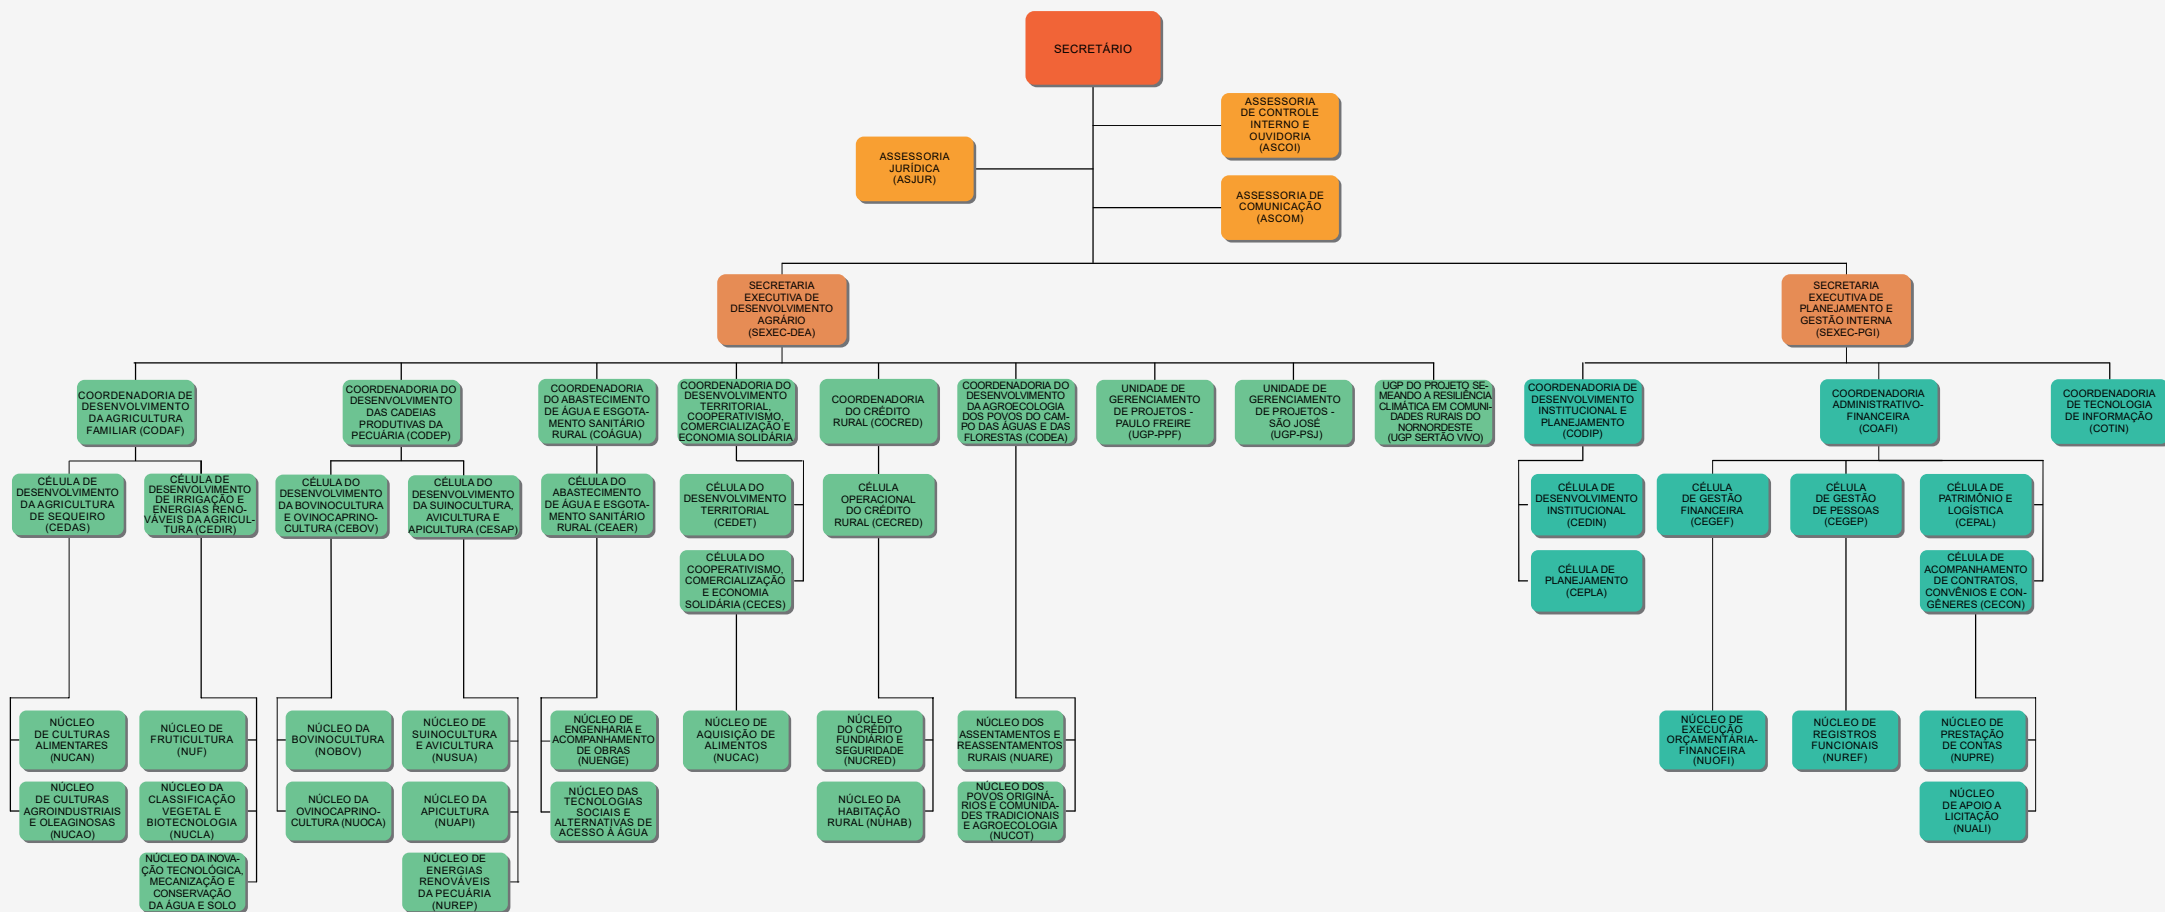 SECRETÁRIO
ASSESSORIA
DE CONTROLE
INTERNO E
OUVIDORIA
(ASCOI)
ASSESSORIA
JURÍDICA
(ASJUR)
ASSESSORIA DE
COMUNICAÇÃO
(ASCOM)
SECRETARIA
EXECUTIVA DE
DESENVOLVIMENTO
AGRÁRIO
(SEXEC-DEA)
SECRETARIA
EXECUTIVA DE
PLANEJAMENTO E
GESTÃO INTERNA
(SEXEC-PGI)
COORDENADORIA DE
DESENVOLVIMENTO
DA AGRICULTURA
FAMILIAR (CODAF)
COORDENADORIA DO
DESENVOLVIMENTO
DAS CADEIAS
PRODUTIVAS DA
PECUÁRIA (CODEP)
COORDENADORIA
DO ABASTECIMENTO
DE ÁGUA E ESGOTA-
MENTO SANITÁRIO
RURAL (COÁGUA)
COORDENADORIA DO
DESENVOLVIMENTO
TERRITORIAL,
COOPERATIVISMO,
COMERCIALIZAÇÃO E
ECONOMIA SOLIDÁRIA
COORDENADORIA
DO CRÉDITO
RURAL (COCRED)
COORDENADORIA DO
DESENVOLVIMENTO
DA AGROECOLOGIA
DOS POVOS DO CAM-
PO DAS ÁGUAS E DAS
FLORESTAS (CODEA)
UNIDADE DE
GERENCIAMENTO
DE PROJETOS -
PAULO FREIRE
(UGP-PPF)
UNIDADE DE
GERENCIAMENTO
DE PROJETOS -
SÃO JOSÉ
(UGP-PSJ)
UGP DO PROJETO SE-
MEANDO A RESILIÊNCIA
CLIMÁTICA EM COMUNI-
DADES RURAIS DO
NORNORDESTE
(UGP SERTÃO VIVO)
COORDENADORIA DE
DESENVOLVIMENTO
INSTITUCIONAL E
PLANEJAMENTO
(CODIP)
COORDENADORIA
ADMINISTRATIVO-
FINANCEIRA
(COAFI)
COORDENADORIA
DE TECNOLOGIA
DE INFORMAÇÃO
(COTIN)
CÉLULA DE
DESENVOLVIMENTO
DA AGRICULTURA
DE SEQUEIRO
(CEDAS)
CÉLULA DE
DESENVOLVIMENTO
DE IRRIGAÇÃO E
ENERGIAS RENO-
VÁVEIS DA AGRICUL-
TURA (CEDIR)
CÉLULA DO
DESENVOLVIMENTO
DA BOVINOCULTURA
E OVINOCAPRINO-
CULTURA (CEBOV)
CÉLULA DO
DESENVOLVIMENTO
DA SUINOCULTURA,
AVICULTURA E
APICULTURA (CESAP)
CÉLULA DO
ABASTECIMENTO
DE ÁGUA E ESGOTA-
MENTO SANITÁRIO
RURAL (CEAER)
CÉLULA DO
DESENVOLVIMENTO
TERRITORIAL
(CEDET)
CÉLULA
OPERACIONAL
DO CRÉDITO
RURAL (CECRED)
CÉLULA DE
DESENVOLVIMENTO
INSTITUCIONAL
(CEDIN)
CÉLULA
DE GESTÃO
FINANCEIRA
(CEGEF)
CÉLULA
DE GESTÃO
DE PESSOAS
(CEGEP)
CÉLULA DE
PATRIMÔNIO E
LOGÍSTICA
(CEPAL)
CÉLULA DO
COOPERATIVISMO,
COMERCIALIZAÇÃO
E ECONOMIA
SOLIDÁRIA (CECES)
CÉLULA DE
PLANEJAMENTO
(CEPLA)
CÉLULA DE
ACOMPANHAMENTO
DE CONTRATOS,
CONVÊNIOS E CON-
GÊNERES (CECON)
NÚCLEO
DE CULTURAS
ALIMENTARES
(NUCAN)
NÚCLEO DE
FRUTICULTURA
(NUF)
NÚCLEO DA
BOVINOCULTURA
(NOBOV)
NÚCLEO DE
SUINOCULTURA
E AVICULTURA
(NUSUA)
NÚCLEO DE
ENGENHARIA E
ACOMPANHAMENTO
DE OBRAS
(NUENGE)
NÚCLEO DE
AQUISIÇÃO DE
ALIMENTOS
(NUCAC)
NÚCLEO
DO CRÉDITO
FUNDIÁRIO E
SEGURIDADE
(NUCRED)
NÚCLEO DOS
ASSENTAMENTOS E
REASSENTAMENTOS
RURAIS (NUARE)
NÚCLEO DE
EXECUÇÃO
ORÇAMENTÁRIA-
FINANCEIRA
(NUOFI)
NÚCLEO DE
REGISTROS
FUNCIONAIS
(NUREF)
NÚCLEO DE
PRESTAÇÃO
DE CONTAS
(NUPRE)
NÚCLEO
DE CULTURAS
AGROINDUSTRIAIS
E OLEAGINOSAS
(NUCAO)
NÚCLEO DA
CLASSIFICAÇÃO
VEGETAL E
BIOTECNOLOGIA
(NUCLA)
NÚCLEO DA
OVINOCAPRINO-
CULTURA (NUOCA)
NÚCLEO DA
APICULTURA
(NUAPI)
NÚCLEO DAS
TECNOLOGIAS
SOCIAIS E
ALTERNATIVAS DE
ACESSO À ÁGUA
NÚCLEO DA
HABITAÇÃO
RURAL (NUHAB)
NÚCLEO DOS
POVOS ORIGINÁ-
RIOS E COMUNIDA-
DES TRADICIONAIS
E AGROECOLOGIA
(NUCOT)
NÚCLEO
DE APOIO A
LICITAÇÃO
(NUALI)
NÚCLEO DA INOVA-
ÇÃO TECNOLÓGICA,
MECANIZAÇÃO E
CONSERVAÇÃO
DA ÁGUA E SOLO
NÚCLEO DE
ENERGIAS
RENOVÁVEIS
DA PECUÁRIA
(NUREP)